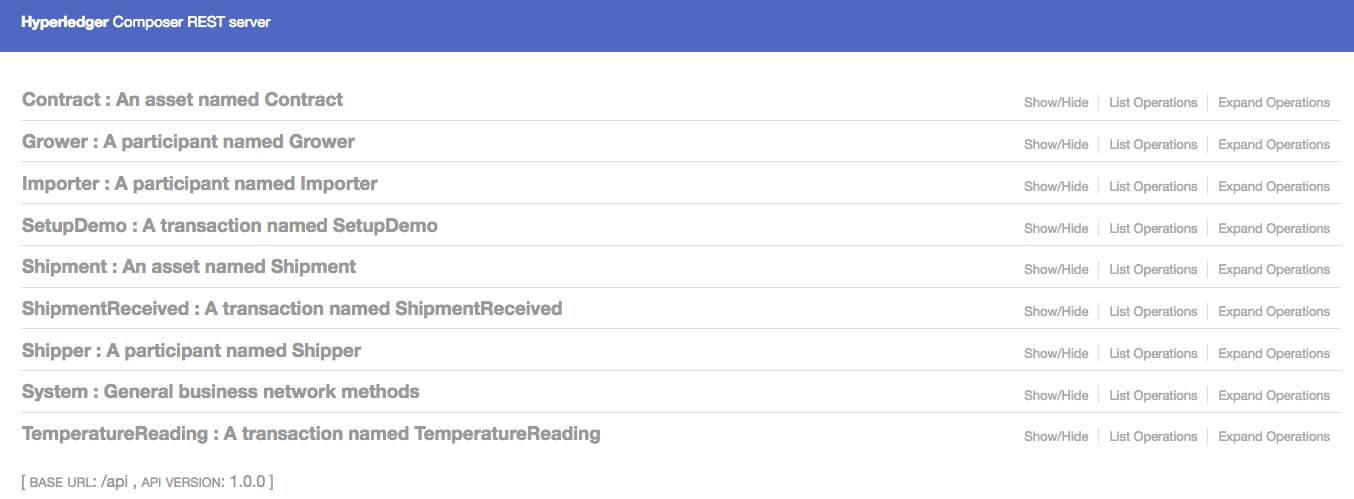 Hyperledger Composer REST server
Contract : An asset named Contract Show/Hide List Operations Expand Operations
Grower : A participant named Grower Show/Hide List Operations Expand Operations
Importer : A participant named Importer Show/Hide List Operations Expand Operations
SetupDemo : A transaction named SetupDemo Show/Hide List Operations Expand Operations
Shipment : An asset named Shipment Show/Hide List Operations Expand Operations
ShipmentReceived : A transaction named ShipmentReceived Show/Hide List Operations Expand Operations
Shipper : A participant named Shipper Show/Hide List Operations Expand Operations
System : General business network methods Show/Hide List Operations Expand Operations
TemperatureReading : A transaction named TemperatureReading Show/Hide List Operations Expand Operations
[ BASE URL: /api , API VERSION: 1.0.0 ]